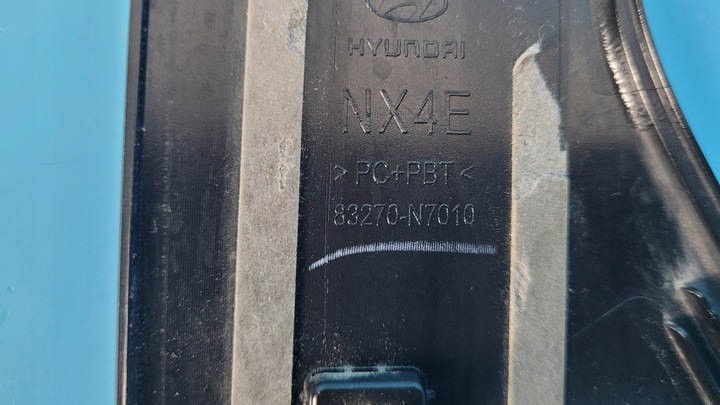 HYUNDAI
NX4E
> PC+PBT <
83270-N7010